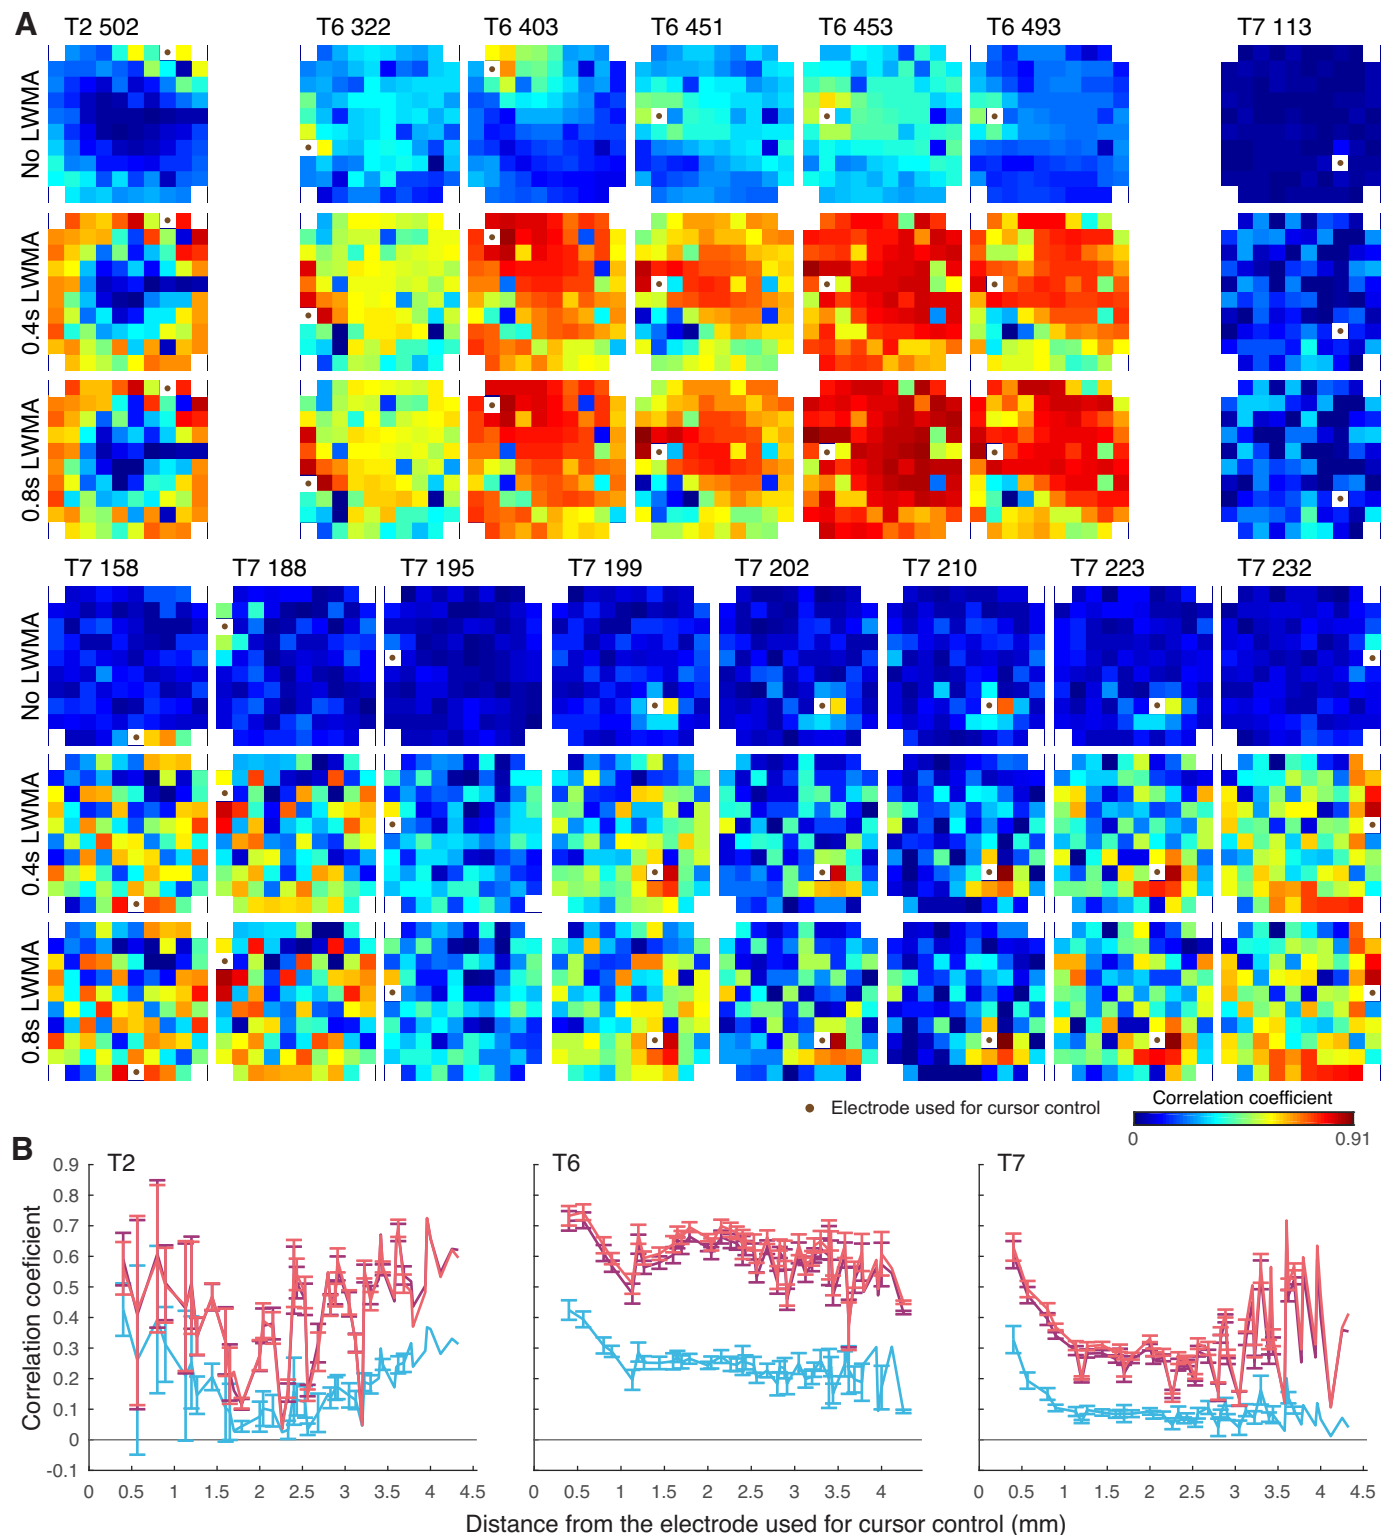 A
T2 502
T6 322
T6 403
T6 451
T6 453
T6 493
T7 113
No LWMA
0.4s LWMA
0.8s LWMA
T7 158
T7 188
T7 195
T7 199
T7 202
T7 210
T7 223
T7 232
No LWMA
0.4s LWMA
0.8s LWMA
Electrode used for cursor control
Correlation coefficient
0 0.91
B
T2
T6
T7
Correlation coeficient
0.9
0.8
0.7
0.6
0.5
0.4
0.3
0.2
0.1
0
-0.1
0 0.5 1 1.5 2 2.5 3 3.5 4 4.5
0 0.5 1 1.5 2 2.5 3 3.5 4
0 0.5 1 1.5 2 2.5 3 3.5 4 4.5
Distance from the electrode used for cursor control (mm)